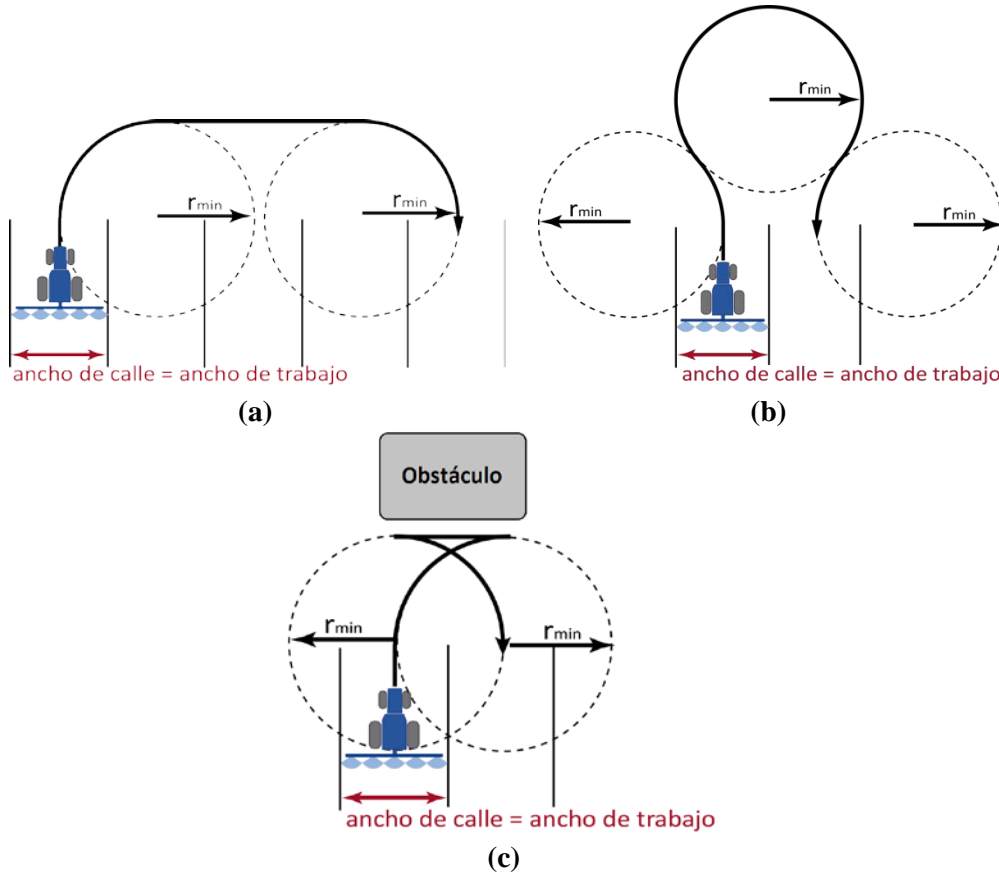 rmin
rmin
ancho de calle = ancho de trabajo
(a)
rmin
rmin
rmin
ancho de calle = ancho de trabajo
(b)
Obstáculo
rmin
rmin
ancho de calle = ancho de trabajo
(c)